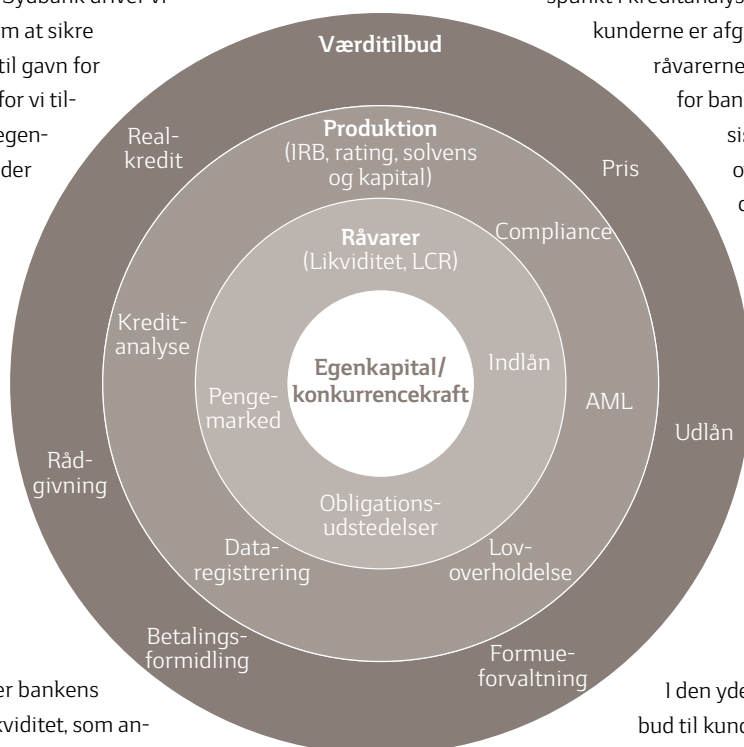 Sydbank driver vi
m at sikre
til gavn for
for vi til-
egen-
der
kunderne er afg
råvarerne
for ban
sis
o
Værditilbud
Real-
kredit
Produktion
(IRB, rating, solvens
og kapital)
Pris
Råvarer
(Likviditet, LCR)
Compliance
Kredit-
analyse
Egenkapital/
konkurrencekraft
Indlån
Penge-
marked
AML
Udlån
Råd-
givning
Obligations-
udstedelser
Data-
registrering
Lov-
overholdelse
Betalings-
formidling
Formue-
forvaltning
er bankens
kviditet, som an-
I den yde
bud til kund